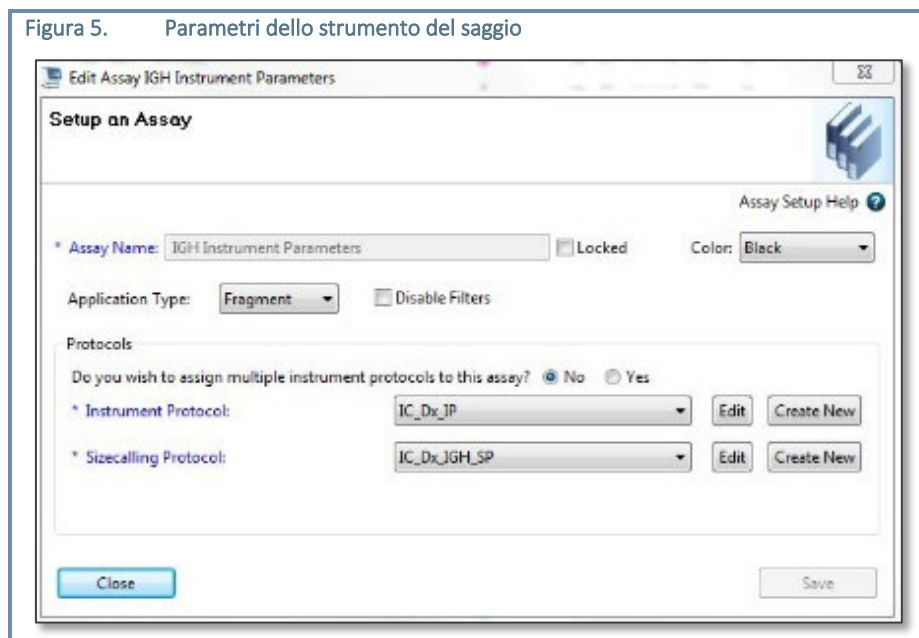 Figura 5. Parametri dello strumento del saggio
Edit Assay IGH Instrument Parameters
Setup an Assay
Assay Setup Help ?
* Assay Name: IGH Instrument Parameters Locked Color: Black
Application Type: Fragment Disable Filters
Protocols
Do you wish to assign multiple instrument protocols to this assay? No Yes
* Instrument Protocol: IC_Dx_IP Edit Create New
* Sizecalling Protocol: IC_Dx_IGH_SP Edit Create New
Close Save